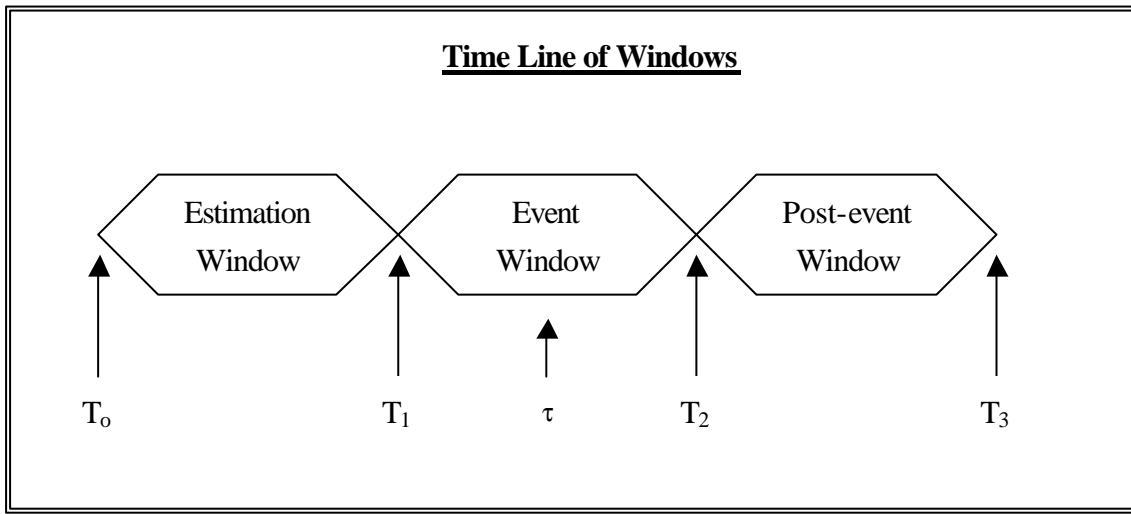 Time Line of Windows
Estimation
Window
Event
Window
Post-event
Window
Tₒ T₁ τ T₂ T₃